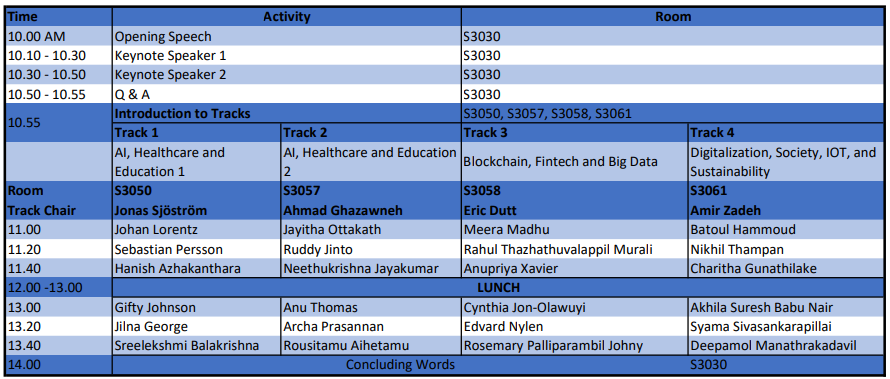 Time Activity Room
10.00 AM Opening Speech S3030
10.10 - 10.30 Keynote Speaker 1 S3030
10.30 - 10.50 Keynote Speaker 2 S3030
10.50 - 10.55 Q & A S3030
10.55 Introduction to Tracks S3050, S3057, S3058, S3061
Track 1 Track 2 Track 3 Track 4
AI, Healthcare and Education 1 AI, Healthcare and Education 2 Blockchain, Fintech and Big Data Digitalization, Society, IOT, and Sustainability
Room S3050 S3057 S3058 S3061
Track Chair Jonas Sjöström Ahmad Ghazawneh Eric Dutt Amir Zadeh
11.00 Johan Lorentz Jayitha Ottakath Meera Madhu Batoul Hammoud
11.20 Sebastian Persson Ruddy Jinto Rahul Thazhathuvalappil Murali Nikhil Thampan
11.40 Hanish Azhakanthara Neethukrishna Jayakumar Anupriya Xavier Charitha Gunathilake
12.00 -13.00 LUNCH
13.00 Gifty Johnson Anu Thomas Cynthia Jon-Olawuyi Akhila Suresh Babu Nair
13.20 Jilna George Archa Prasannan Edvard Nylen Syama Sivasankarapillai
13.40 Sreelekshmi Balakrishna Rousitamu Aihetamu Rosemary Palliparambil Johny Deepamol Manathrakadavil
14.00 Concluding Words S3030